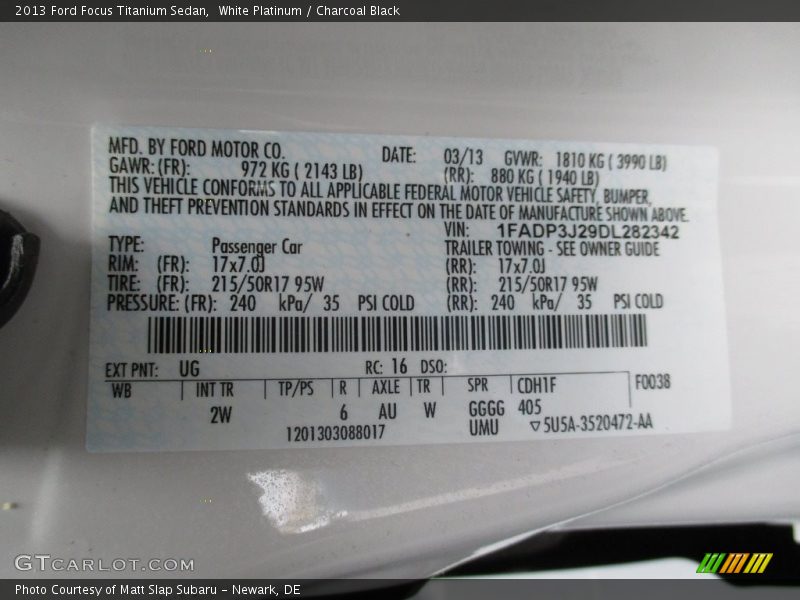 2013 Ford Focus Titanium Sedan, White Platinum / Charcoal Black
MFD. BY FORD MOTOR CO. DATE: 03/13 GVWR: 1810 KG ( 3990 LB)
GAWR: (FR): 972 KG ( 2143 LB) (RR): 880 KG ( 1940 LB)
THIS VEHICLE CONFORMS TO ALL APPLICABLE FEDERAL MOTOR VEHICLE SAFETY, BUMPER,
AND THEFT PREVENTION STANDARDS IN EFFECT ON THE DATE OF MANUFACTURE SHOWN ABOVE.
VIN: 1FADP3J29DL282342
TYPE: Passenger Car TRAILER TOWING - SEE OWNER GUIDE
RIM: (FR): 17x7.0J (RR): 17x7.0J
TIRE: (FR): 215/50R17 95W (RR): 215/50R17 95W
PRESSURE: (FR): 240 kPa/ 35 PSI COLD (RR): 240 kPa/ 35 PSI COLD
EXT PNT: UG RC: 16 DSO:
WB INT TR TP/PS R AXLE TR SPR CDH1F F0038
2W 6 AU W GGGG 405
1201303088017 UMU ▽5U5A-3520472-AA
GTCARLOT.COM
Photo Courtesy of Matt Slap Subaru - Newark, DE